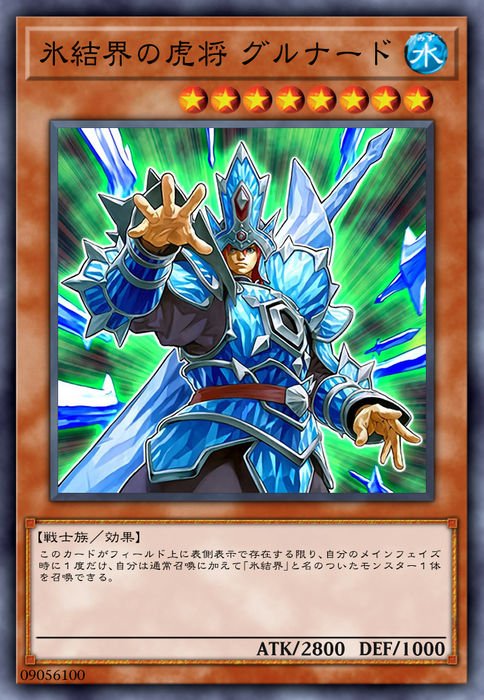 氷結界の虎将 グルナード
みず
水
【戦士族／効果】
このカードがフィールド上に表側表示で存在する限り、自分のメインフェイズ
時に１度だけ、自分は通常召喚に加えて「氷結界」と名のついたモンスター１体
を召喚できる。
ATK/2800 DEF/1000
09056100